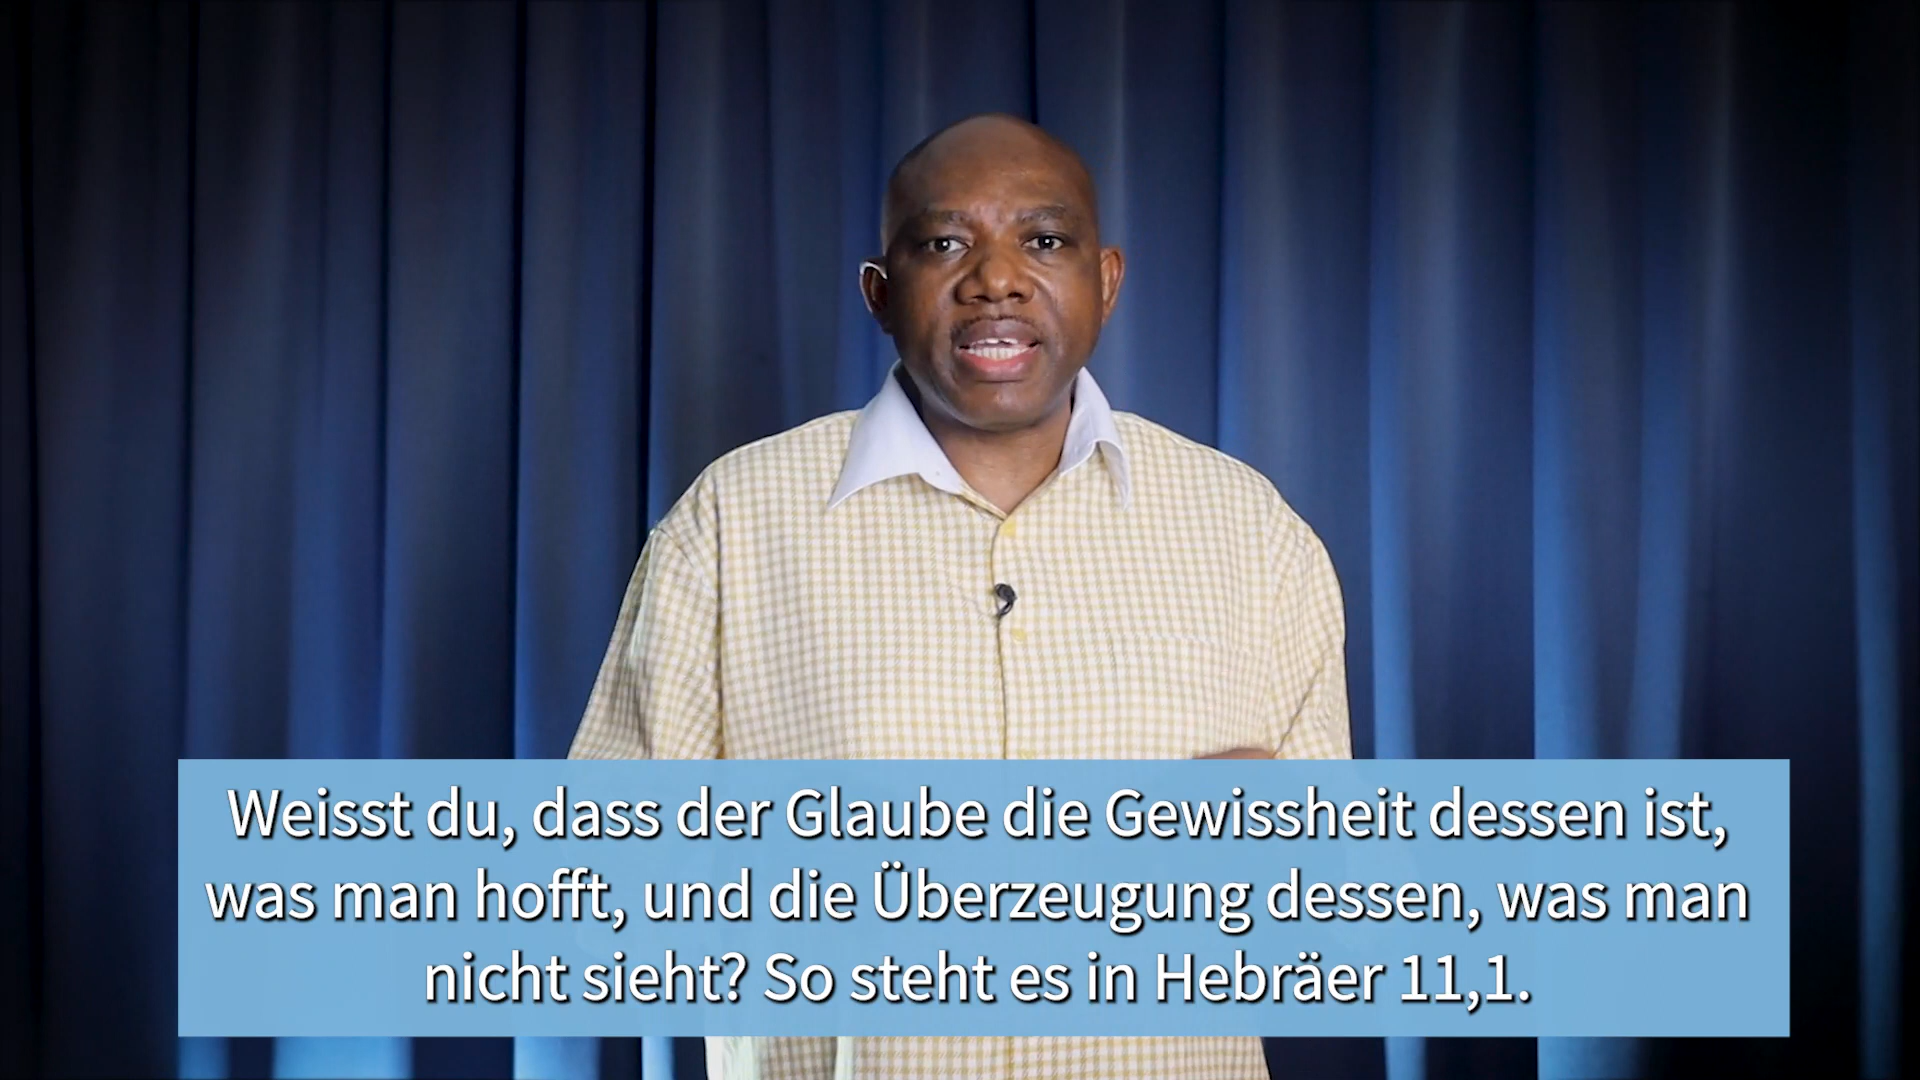 Weisst du, dass der Glaube die Gewissheit dessen ist,
was man hofft, und die Überzeugung dessen, was man
nicht sieht? So steht es in Hebräer 11,1.